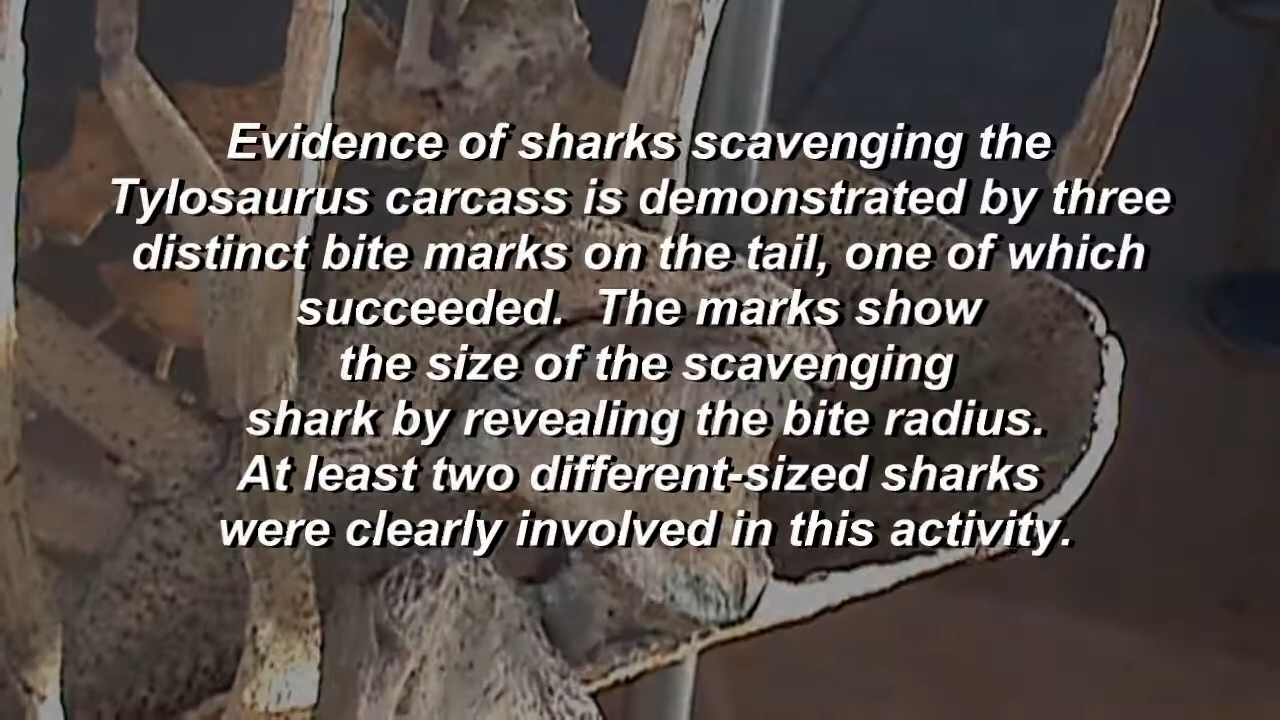 Evidence of sharks scavenging the
Tylosaurus carcass is demonstrated by three
distinct bite marks on the tail, one of which
succeeded.  The marks show
the size of the scavenging
shark by revealing the bite radius.
At least two different-sized sharks
were clearly involved in this activity.